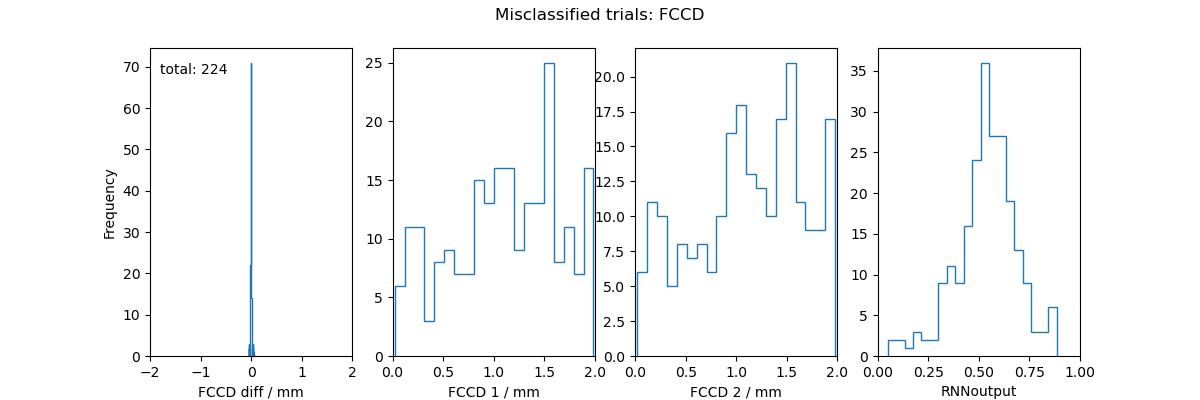 Misclassified trials: FCCD
total: 224
Frequency
70
60
50
40
30
20
10
0
−2 −1 0 1 2
FCCD diff / mm
25
20
15
10
5
0
0.0 0.5 1.0 1.5 2.0
FCCD 1 / mm
20.0
17.5
15.0
12.5
10.0
7.5
5.0
2.5
0.0
0.0 0.5 1.0 1.5 2.0
FCCD 2 / mm
35
30
25
20
15
10
5
0
0.00 0.25 0.50 0.75 1.00
RNNoutput